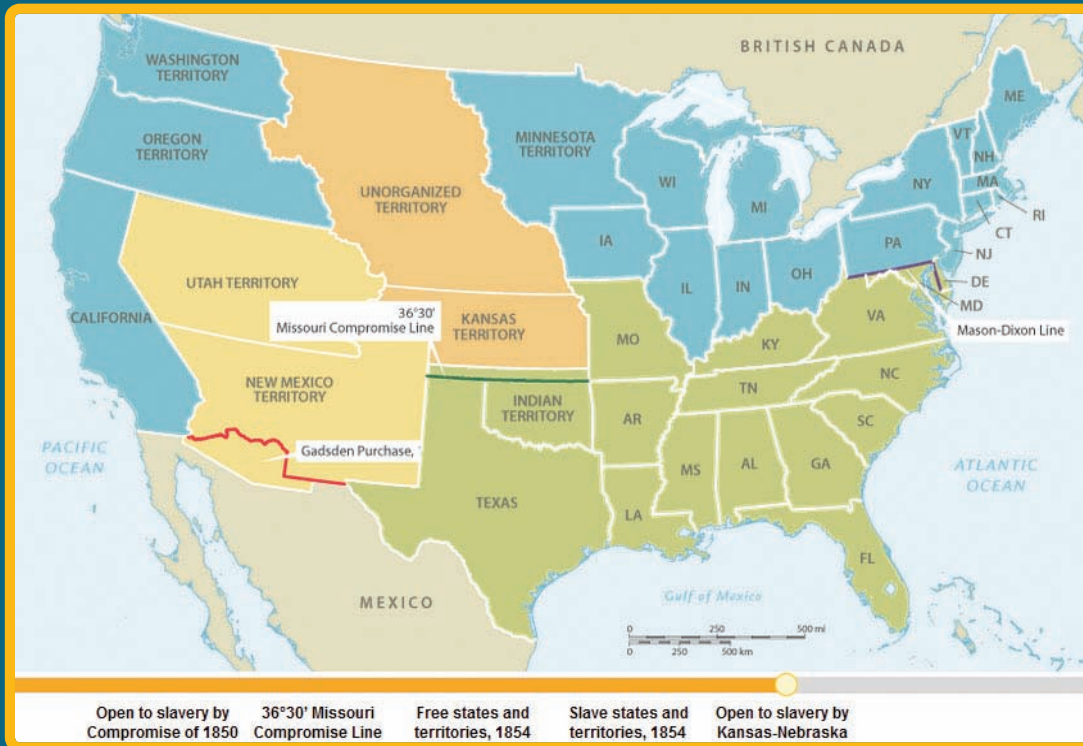 BRITISH CANADA
WASHINGTON
TERRITORY
OREGON
TERRITORY
UNORGANIZED
TERRITORY
MINNESOTA
TERRITORY
ME
VT
NH
MA
NY
RI
CT
WI
MI
IA
PA
NJ
IL
IN
OH
DE
MD
Mason-Dixon Line
UTAH TERRITORY
CALIFORNIA
36°30'
Missouri Compromise Line
KANSAS
TERRITORY
MO
KY
VA
NEW MEXICO
TERRITORY
INDIAN
TERRITORY
TN
NC
AR
SC
PACIFIC
OCEAN
Gadsden Purchase,
MS
AL
GA
ATLANTIC
OCEAN
TEXAS
LA
FL
MEXICO
Gulf of Mexico
0 250 500 mi
0 250 500 km
Open to slavery by
Compromise of 1850
36°30' Missouri
Compromise Line
Free states and
territories, 1854
Slave states and
territories, 1854
Open to slavery by
Kansas-Nebraska